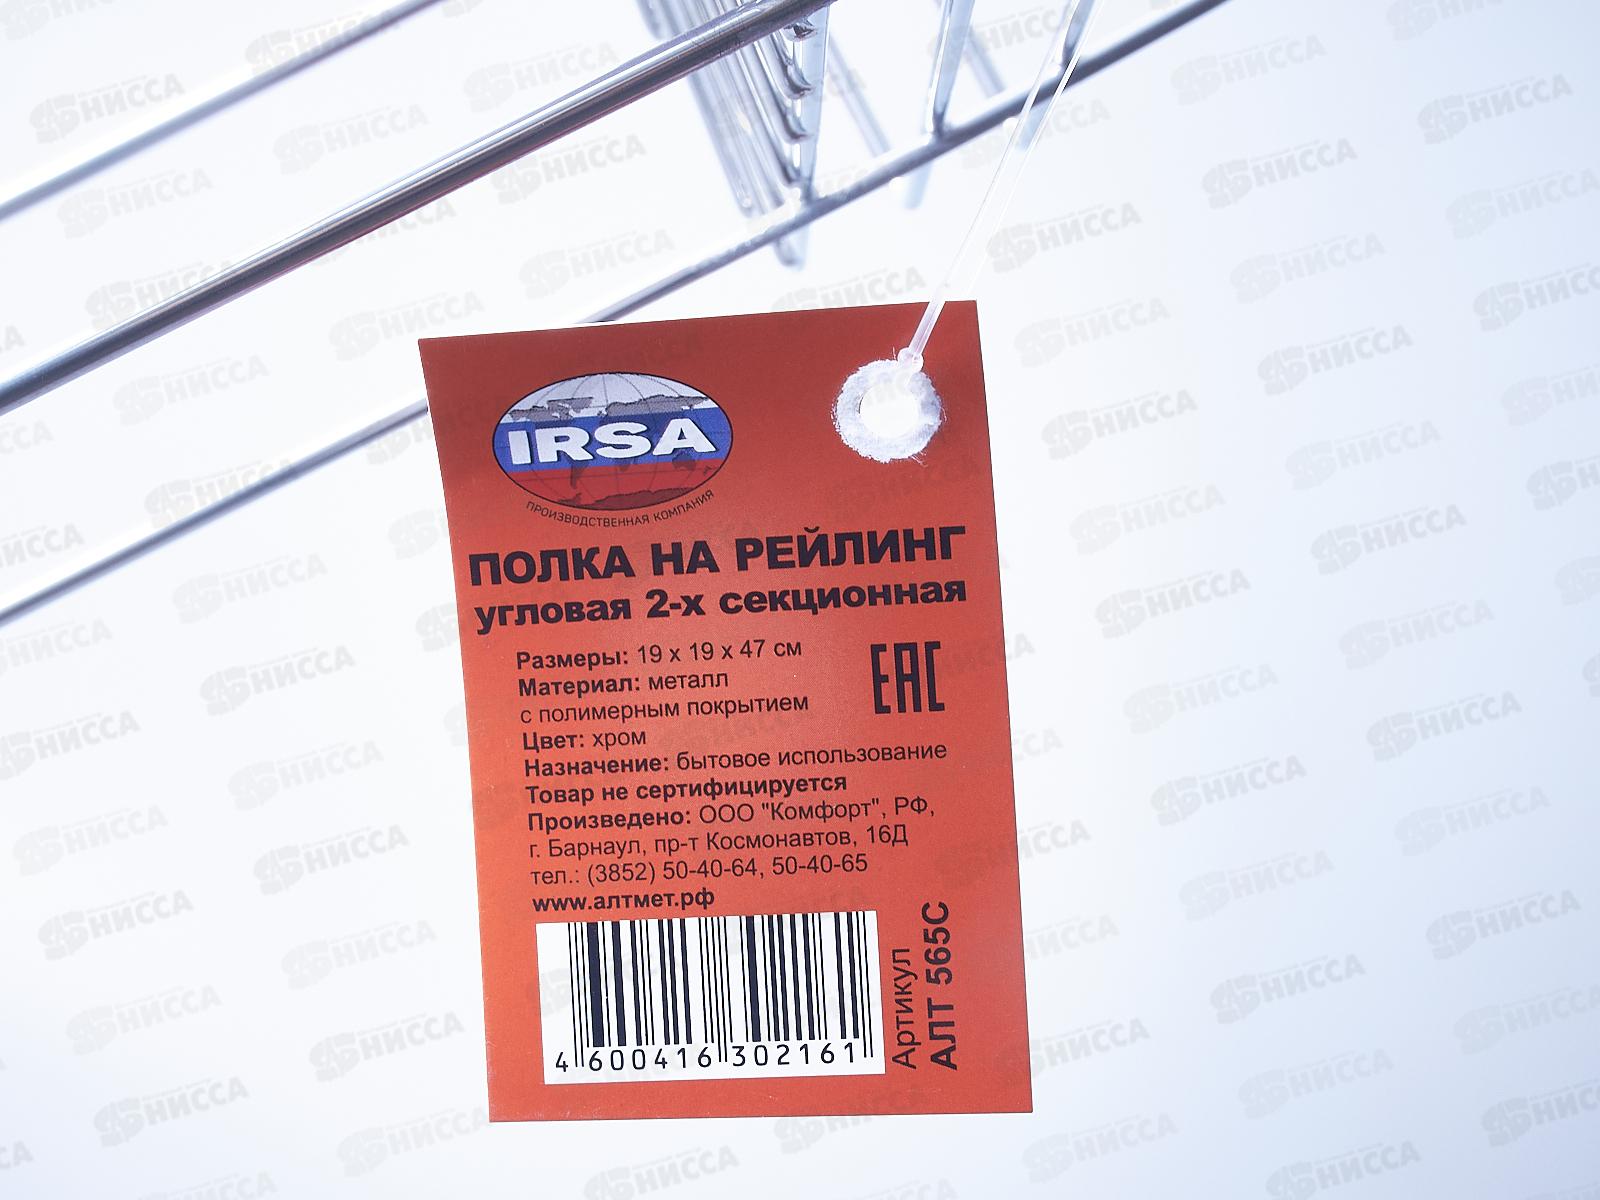 IRSA
ПРОИЗВОДСТВЕННАЯ КОМПАНИЯ
ПОЛКА НА РЕЙЛИНГ
угловая 2-х секционная
Размеры: 19 х 19 х 47 см
Материал: металл
с полимерным покрытием
Цвет: хром
Назначение: бытовое использование
Товар не сертифицируется
Произведено: ООО "Комфорт", РФ,
г. Барнаул, пр-т Космонавтов, 16Д
тел.: (3852) 50-40-64, 50-40-65
www.алтмет.рф
EAC
4 600416 302161
Артикул
АЛТ 565С
НИССА